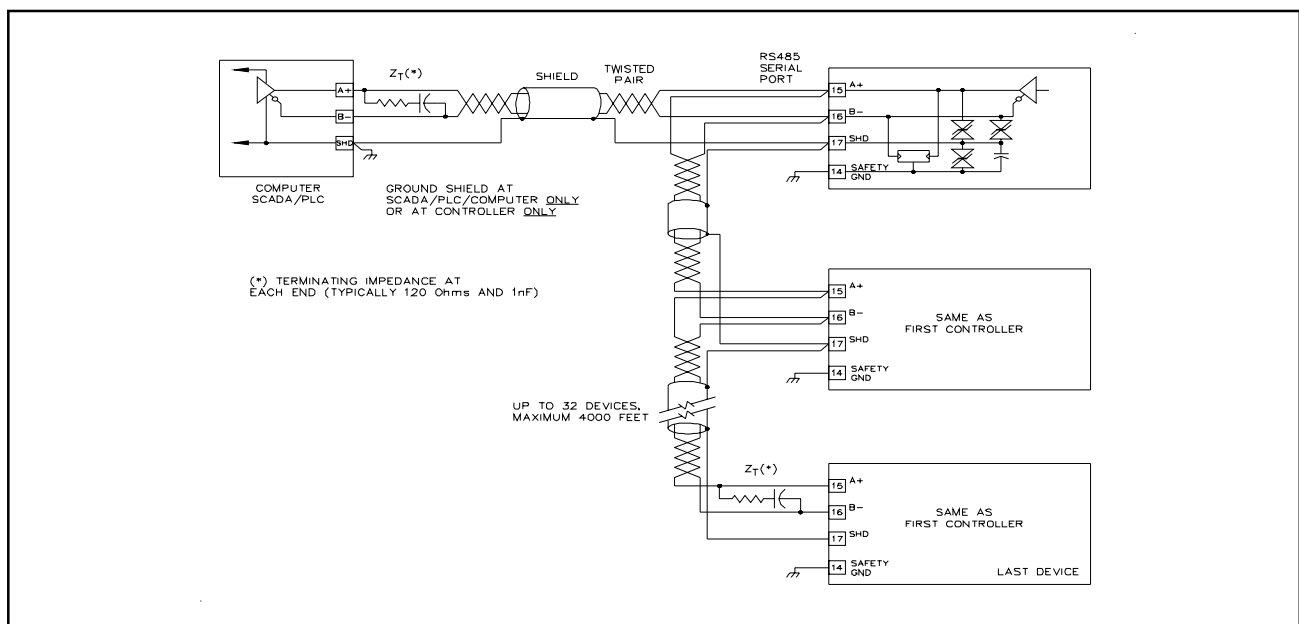 COMPUTER
SCADA/PLC
A+
B-
SHD
ZT(*)
SHIELD
TWISTED
PAIR
GROUND SHIELD AT
SCADA/PLC/COMPUTER ONLY
OR AT CONTROLLER ONLY
(*) TERMINATING IMPEDANCE AT
EACH END (TYPICALLY 120 Ohms AND 1nF)
RS485
SERIAL
PORT
15 A+
16 B-
17 SHD
14 SAFETY
GND
15 A+
16 B-
17 SHD
14 SAFETY
GND
SAME AS
FIRST CONTROLLER
UP TO 32 DEVICES,
MAXIMUM 4000 FEET
ZT(*)
15 A+
16 B-
17 SHD
14 SAFETY
GND
SAME AS
FIRST CONTROLLER
LAST DEVICE